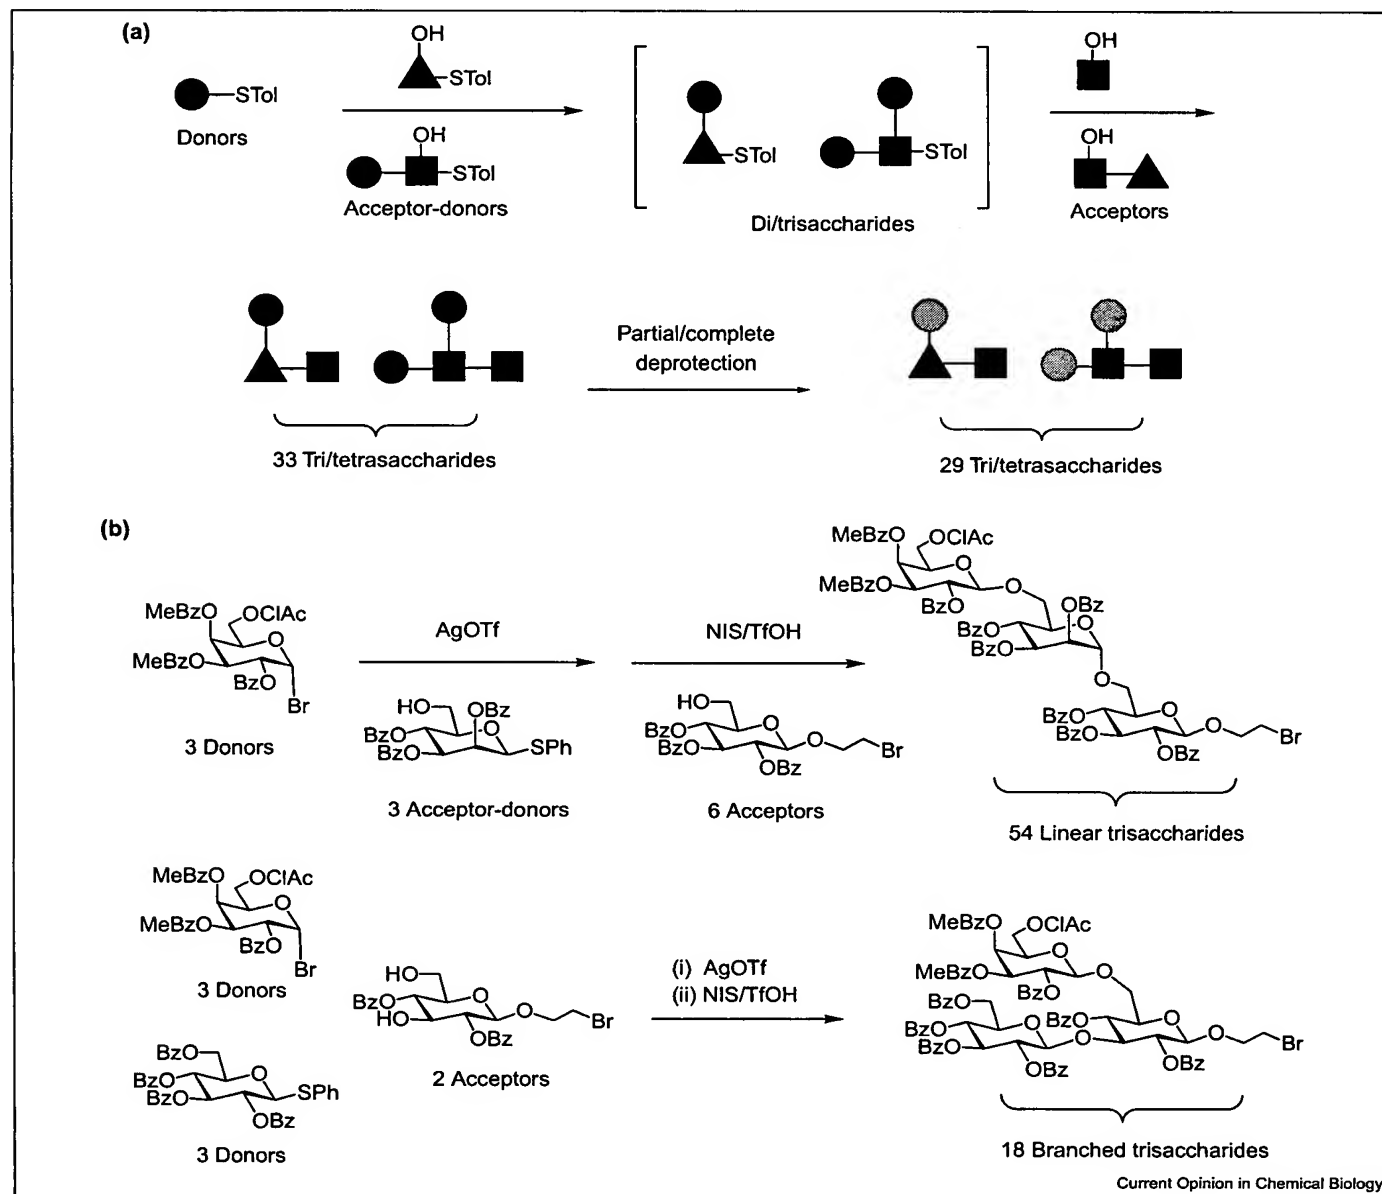 (a)
OH
STol
STol
Donors
OH
STol
Acceptor-donors
STol
STol
Di/trisaccharides
OH
OH
Acceptors
33 Tri/tetrasaccharides
Partial/complete
deprotection
29 Tri/tetrasaccharides
(b)
MeBzO
OClAc
O
MeBzO
BzO
Br
3 Donors
AgOTf
HO
OBz
BzO
O
BzO
SPh
3 Acceptor-donors
NIS/TfOH
HO
BzO
O
BzO
O
Br
OBz
6 Acceptors
MeBzO
OClAc
O
MeBzO
O
BzO
OBz
BzO
O
BzO
O
BzO
O
BzO
O
Br
OBz
54 Linear trisaccharides
MeBzO
OClAc
O
MeBzO
BzO
Br
3 Donors
BzO
BzO
O
BzO
SPh
OBz
3 Donors
HO
BzO
O
HO
O
Br
OBz
2 Acceptors
(i) AgOTf
(ii) NIS/TfOH
MeBzO
OClAc
O
MeBzO
O
BzO
BzO
BzO
O
BzO
O
BzO
O
O
Br
OBz
OBz
18 Branched trisaccharides
Current Opinion in Chemical Biology